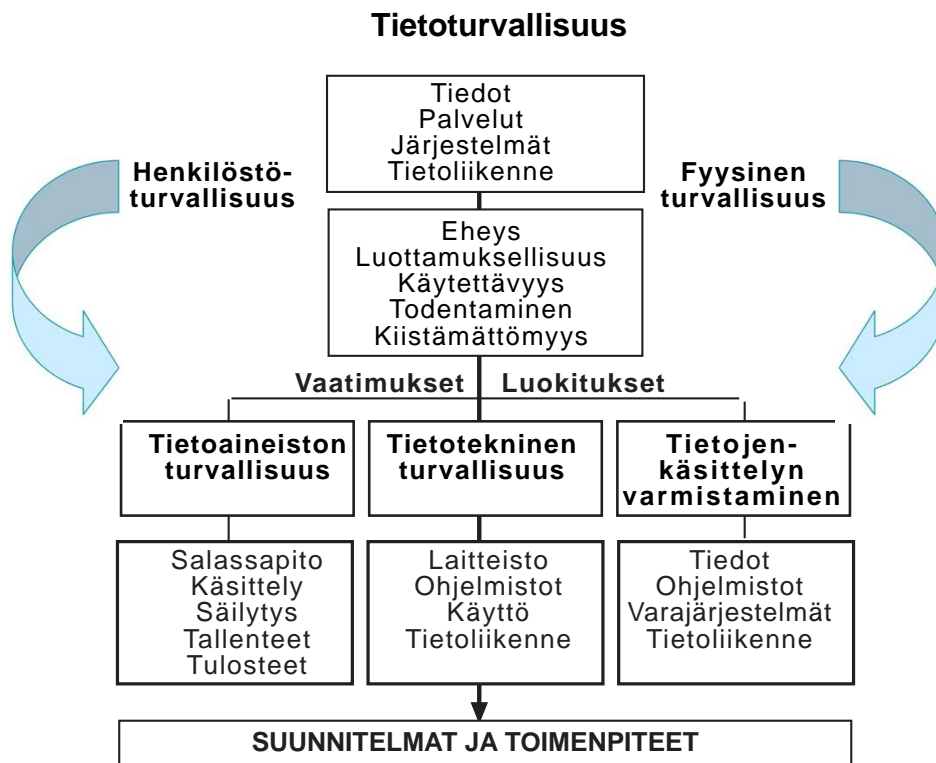 Tietoturvallisuus
Tiedot
Palvelut
Järjestelmät
Tietoliikenne
Henkilöstö-
turvallisuus
Fyysinen
turvallisuus
Eheys
Luottamuksellisuus
Käytettävyys
Todentaminen
Kiistämättömyys
Vaatimukset
Luokitukset
Tietoaineiston
turvallisuus
Tietotekninen
turvallisuus
Tietojen-
käsittelyn
varmistaminen
Salassapito
Käsittely
Säilytys
Tallenteet
Tulosteet
Laitteisto
Ohjelmistot
Käyttö
Tietoliikenne
Tiedot
Ohjelmistot
Varajärjestelmät
Tietoliikenne
SUUNNITELMAT JA TOIMENPITEET